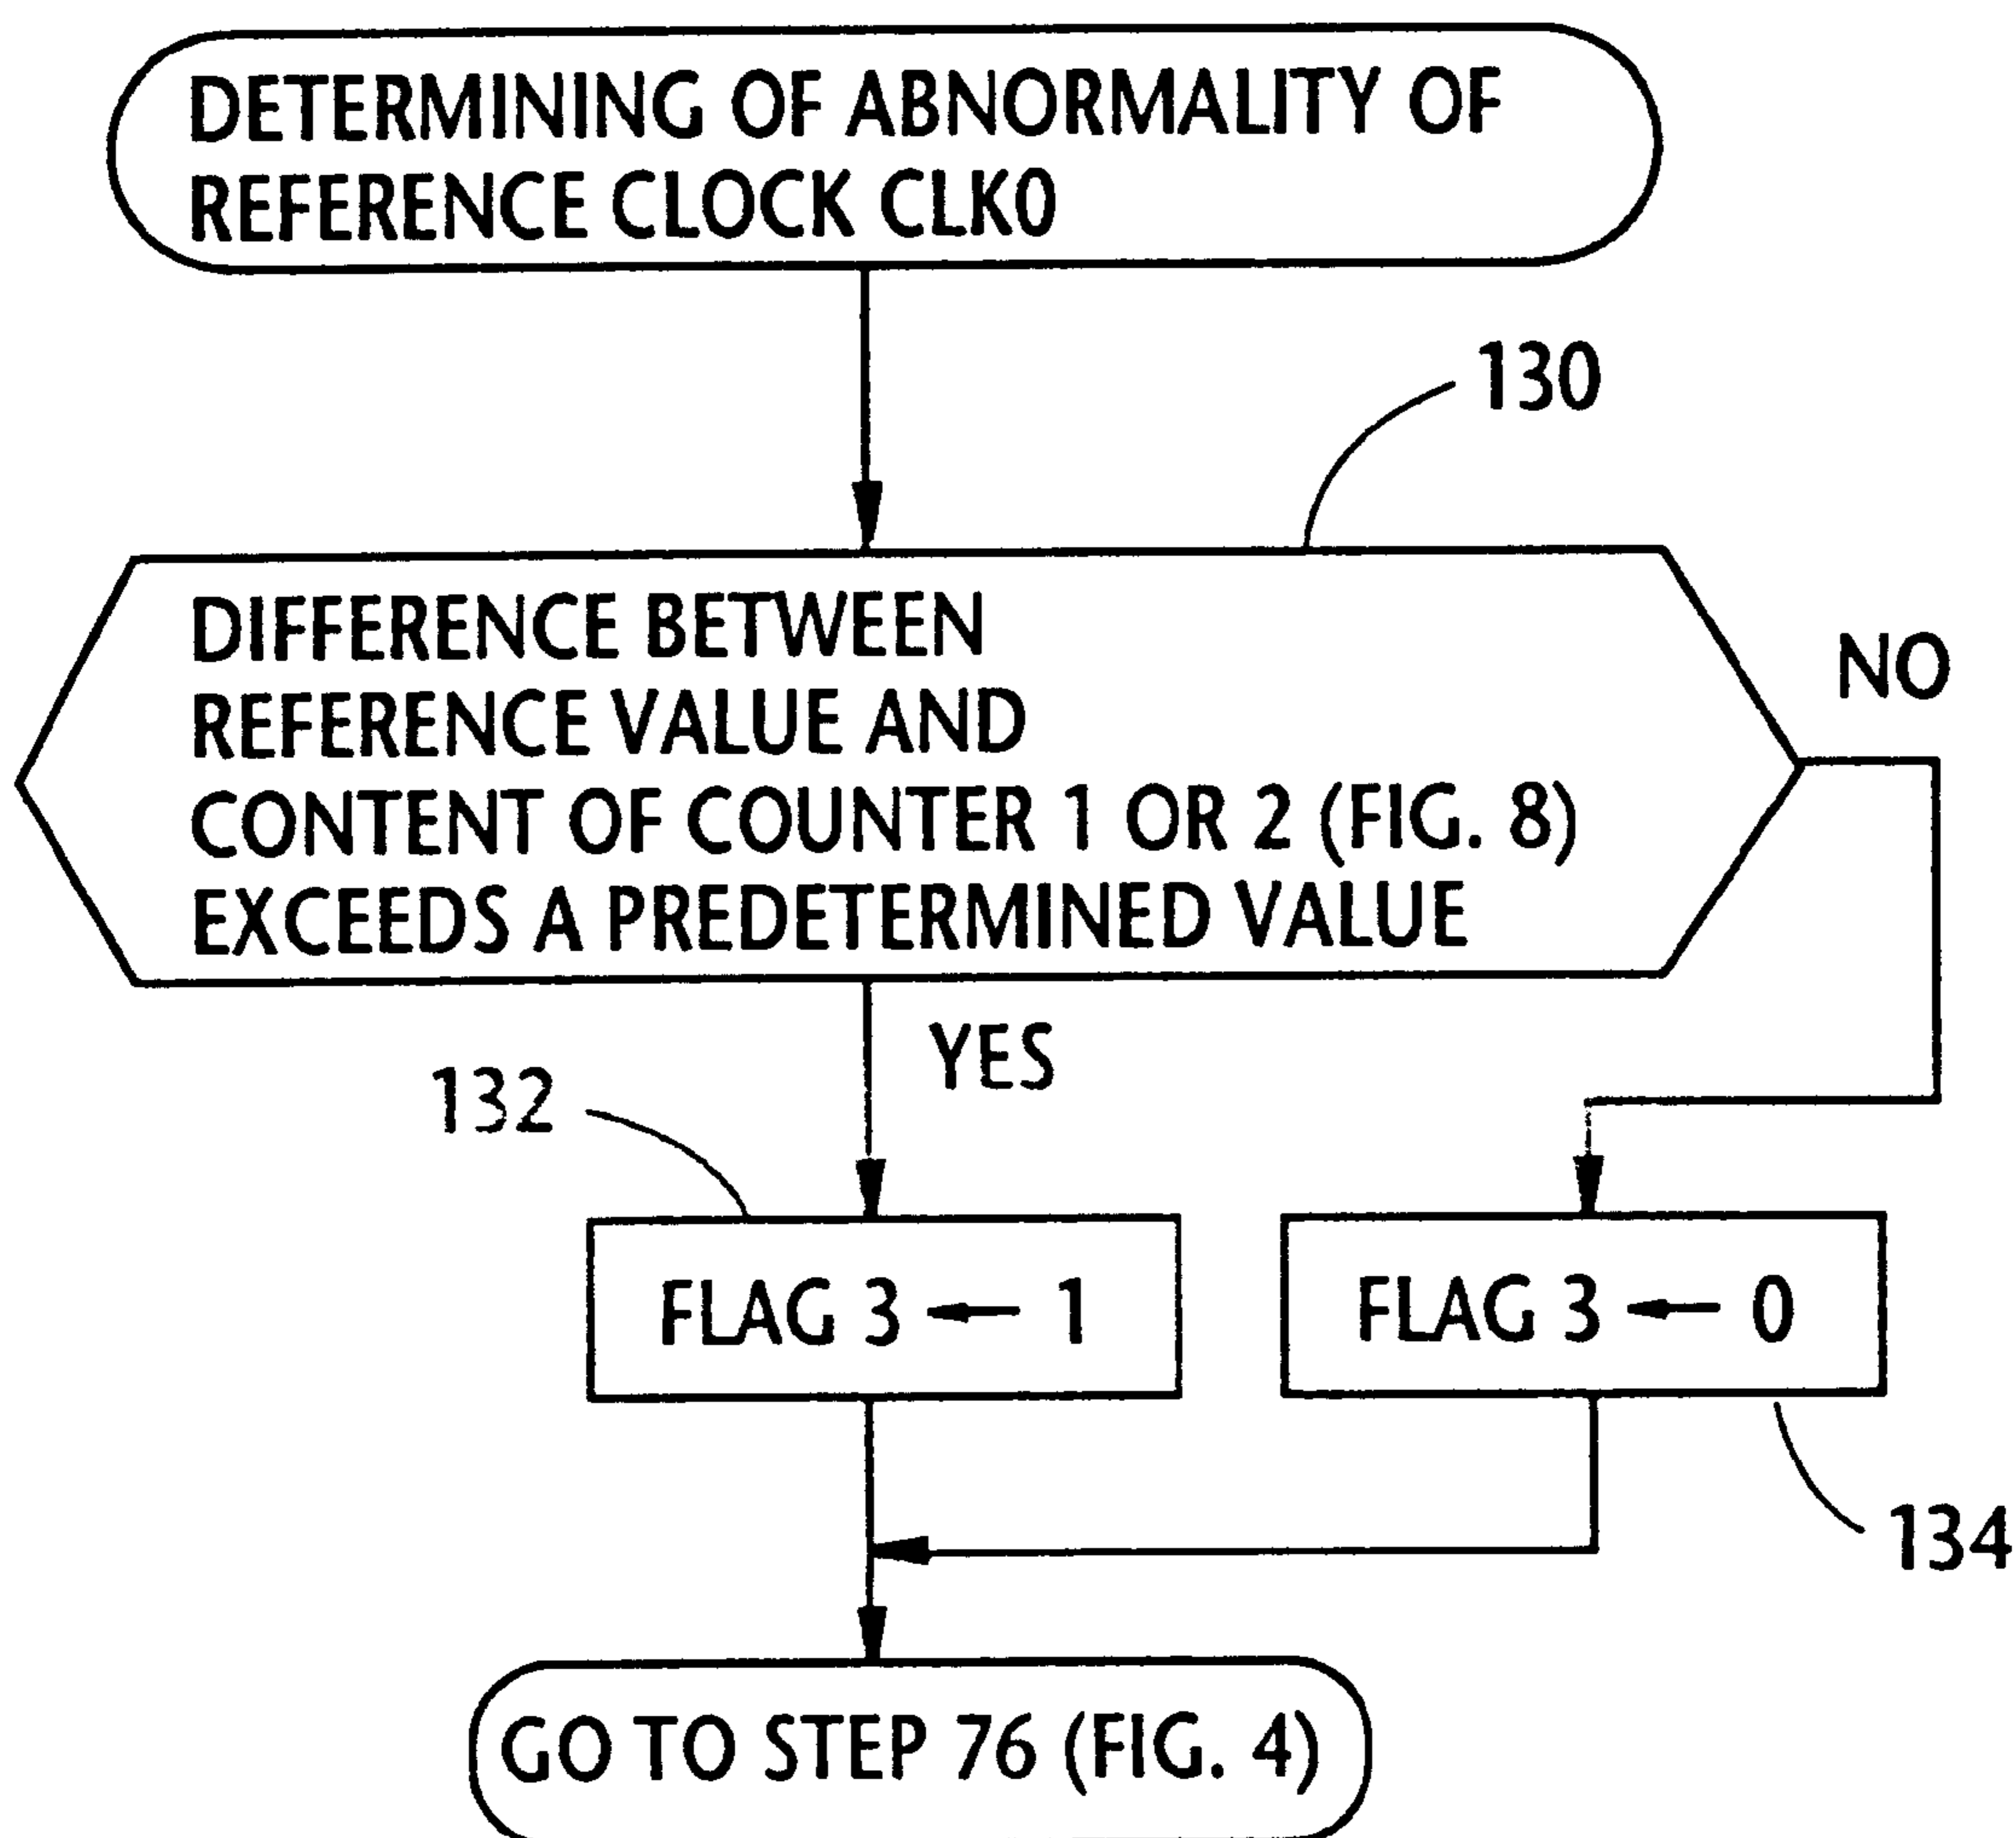 DETERMINING OF ABNORMALITY OF
REFERENCE CLOCK CLK0
130
DIFFERENCE BETWEEN
REFERENCE VALUE AND
CONTENT OF COUNTER 1 OR 2 (FIG. 8)
EXCEEDS A PREDETERMINED VALUE
NO
YES
132
FLAG 3 ← 1
FLAG 3 ← 0
134
GO TO STEP 76 (FIG. 4)